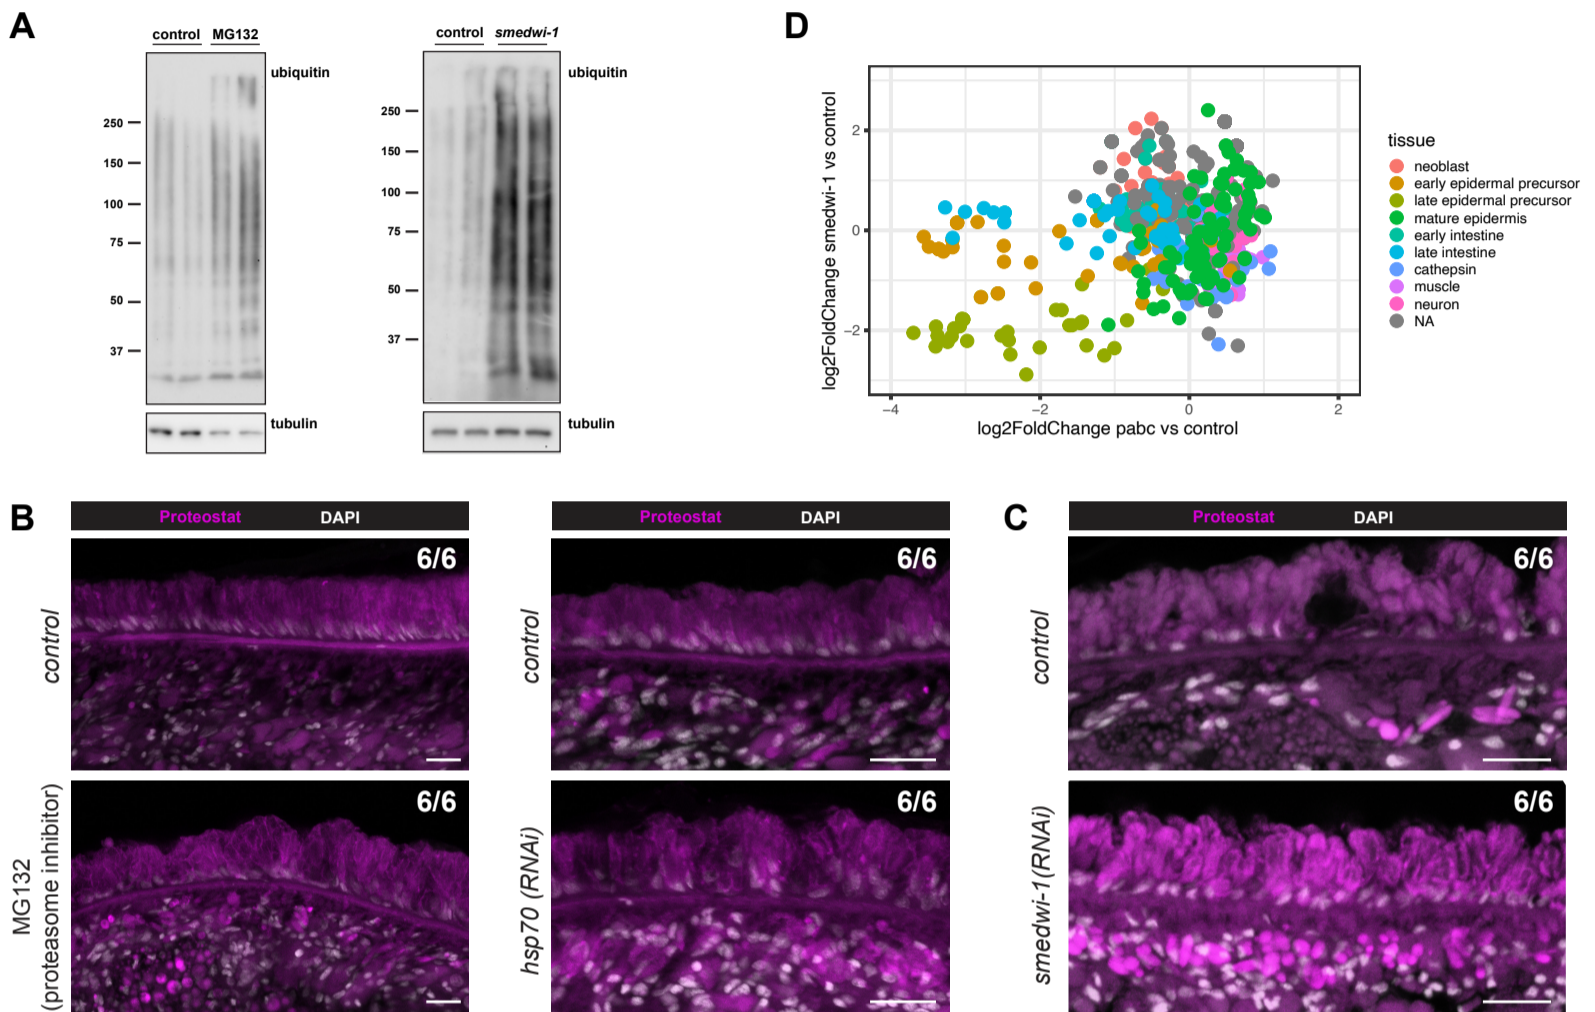 A
control MG132
ubiquitin
250
150
100
75
50
37
tubulin
control smedwi-1
ubiquitin
250
150
100
75
50
37
tubulin
D
log2FoldChange smedwi-1 vs control
2
0
−2
−4
−2
0
2
log2FoldChange pabc vs control
tissue
neoblast
early epidermal precursor
late epidermal precursor
mature epidermis
early intestine
late intestine
cathepsin
muscle
neuron
NA
B
Proteostat DAPI
control
6/6
MG132
(proteasome inhibitor)
6/6
Proteostat DAPI
control
6/6
hsp70 (RNAi)
6/6
C
Proteostat DAPI
control
6/6
smedwi-1(RNAi)
6/6